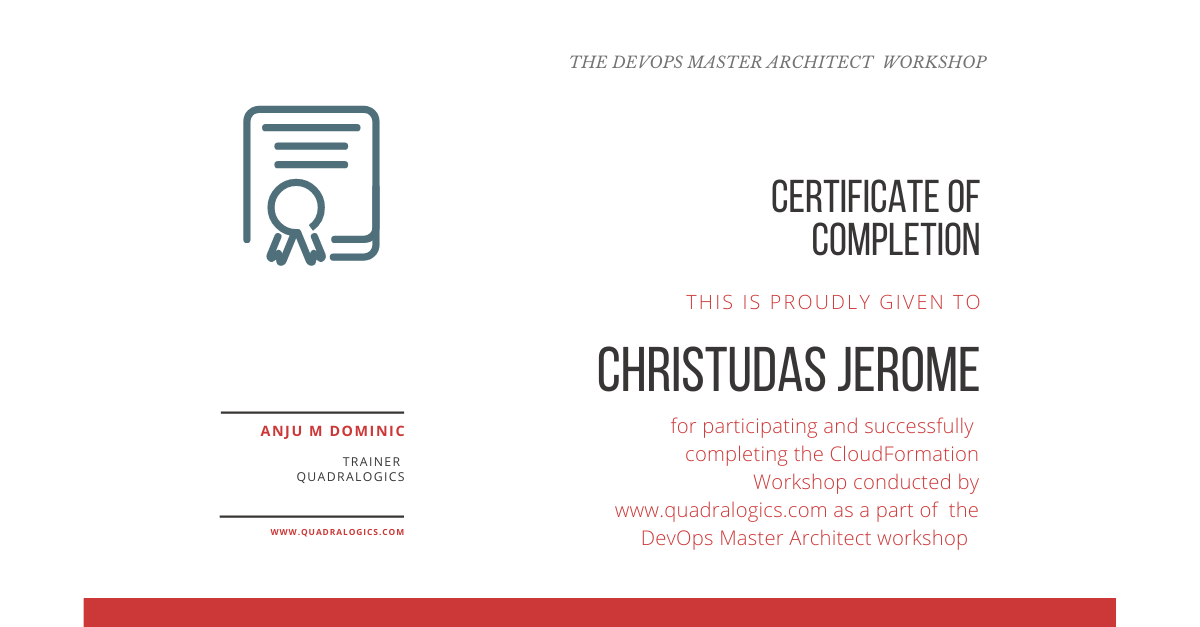 THE DEVOPS MASTER ARCHITECT WORKSHOP
CERTIFICATE OF
COMPLETION
THIS IS PROUDLY GIVEN TO
CHRISTUDAS JEROME
for participating and successfully
completing the CloudFormation
Workshop conducted by
www.quadralogics.com as a part of the
DevOps Master Architect workshop
ANJU M DOMINIC
TRAINER
QUADRALOGICS
WWW.QUADRALOGICS.COM